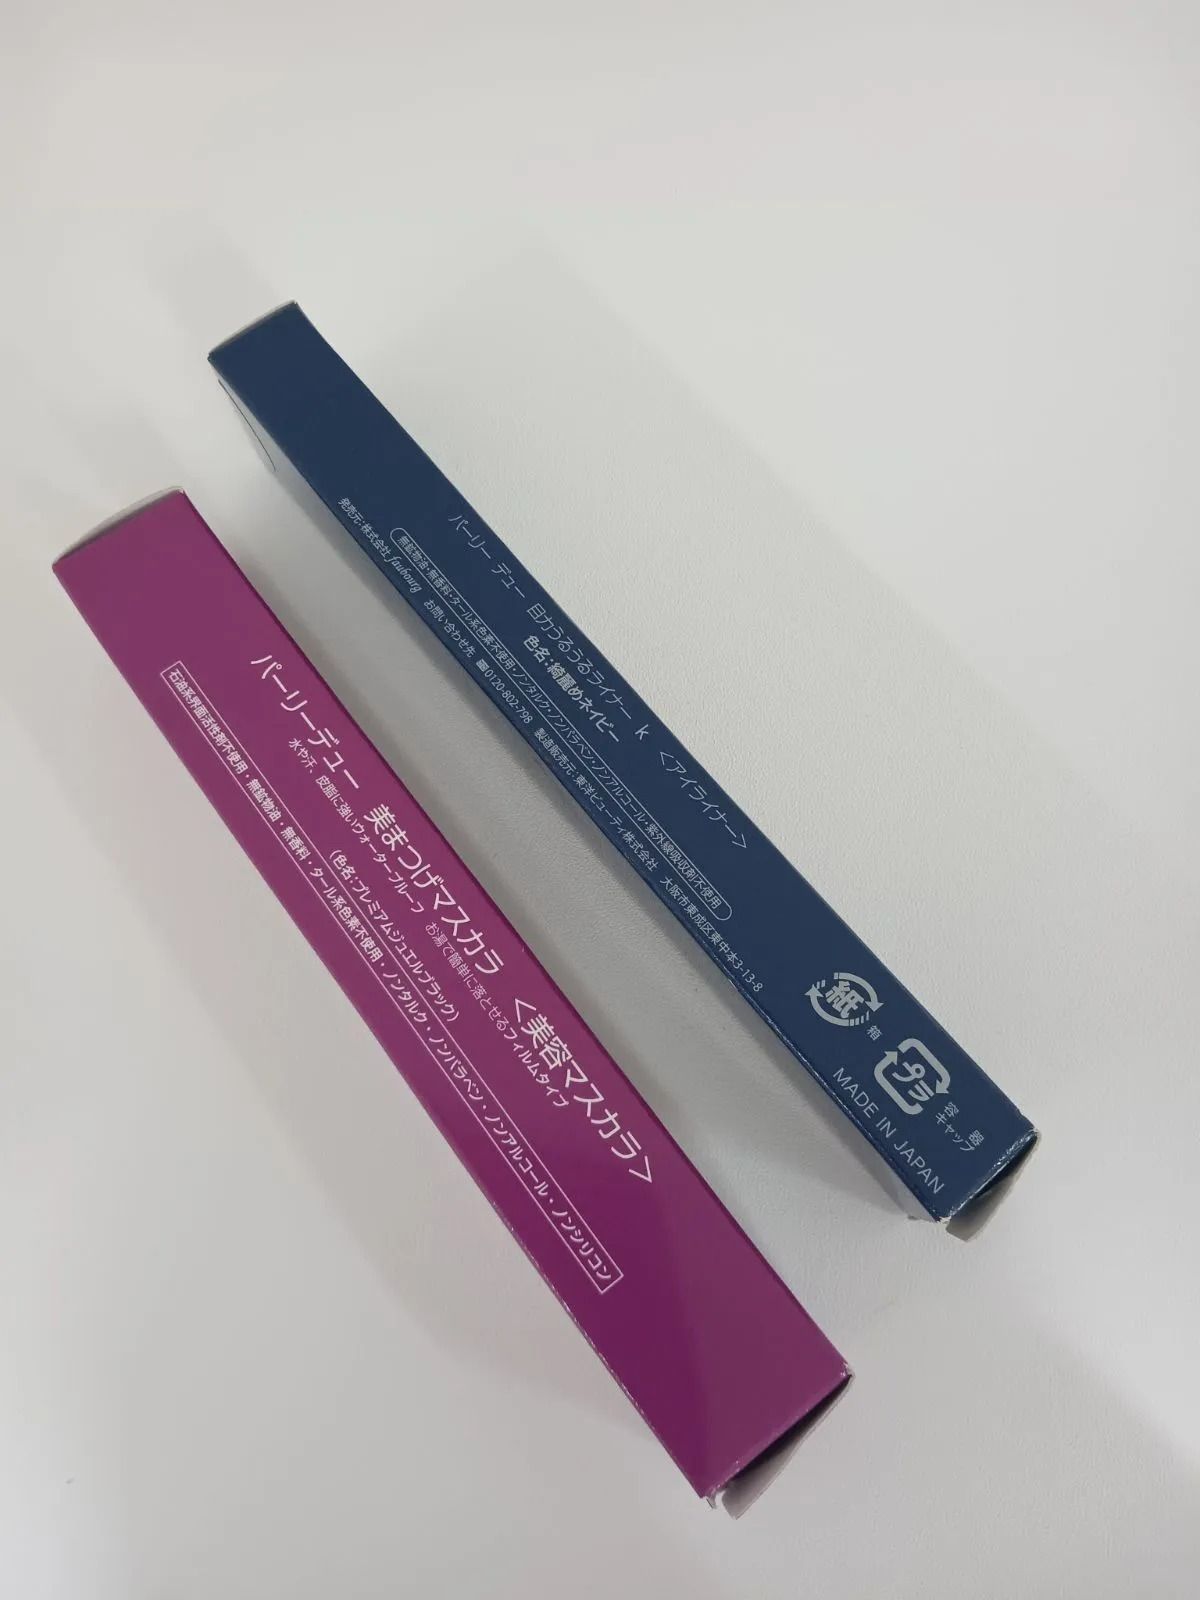 パーリー デュー 目力うるうるライナー k 〈アイライナー〉
色名:綺麗めネイビー
無鉱物油・無香料・タール系色素不使用・ノンタルク・ノンパラベン・ノンアルコール・紫外線吸収剤不使用
発売元:株式会社 faubourg お問い合わせ先 0120-802-798 製造販売元:東洋ビューティ株式会社 大阪市東成区東中本3-13-8
紙
箱
プラ
容器
キャップ
MADE IN JAPAN
パーリーデュー 美まつげマスカラ 〈美容マスカラ〉
水や汗、皮脂に強いウォータープルーフ お湯で簡単に落とせるフィルムタイプ
(色名:プレミアムジュエルブラック)
石油系界面活性剤不使用・無鉱物油・無香料・タール系色素不使用・ノンタルク・ノンパラベン・ノンアルコール・ノンシリコン